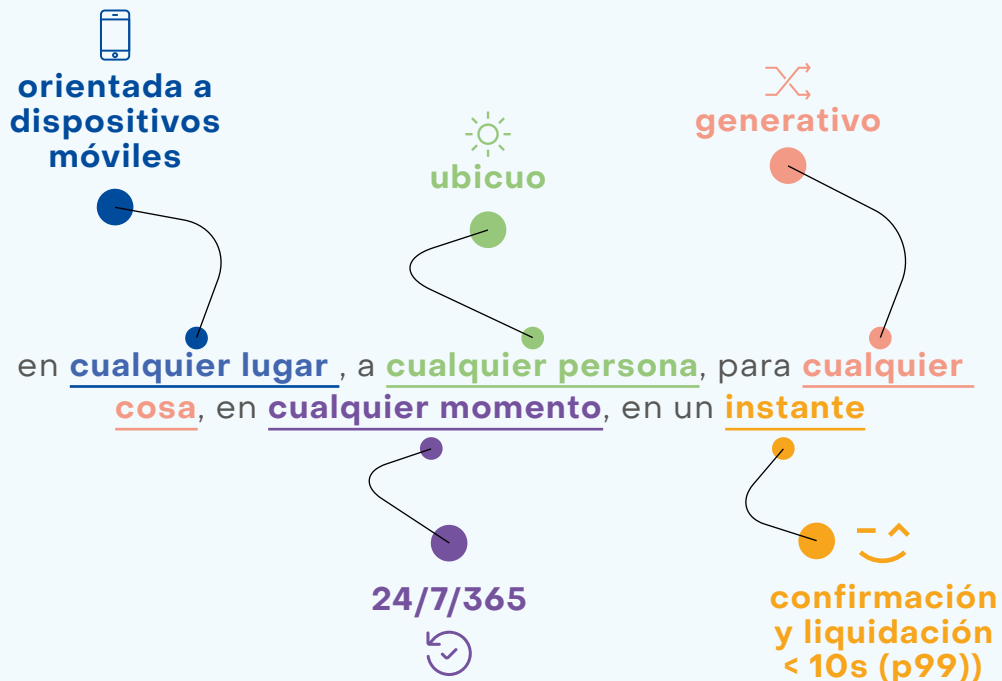 orientada a
dispositivos
móviles
ubicuo
generativo
en cualquier lugar , a cualquier persona, para cualquier
cosa, en cualquier momento, en un instante
24/7/365
confirmación
y liquidación
< 10s (p99))